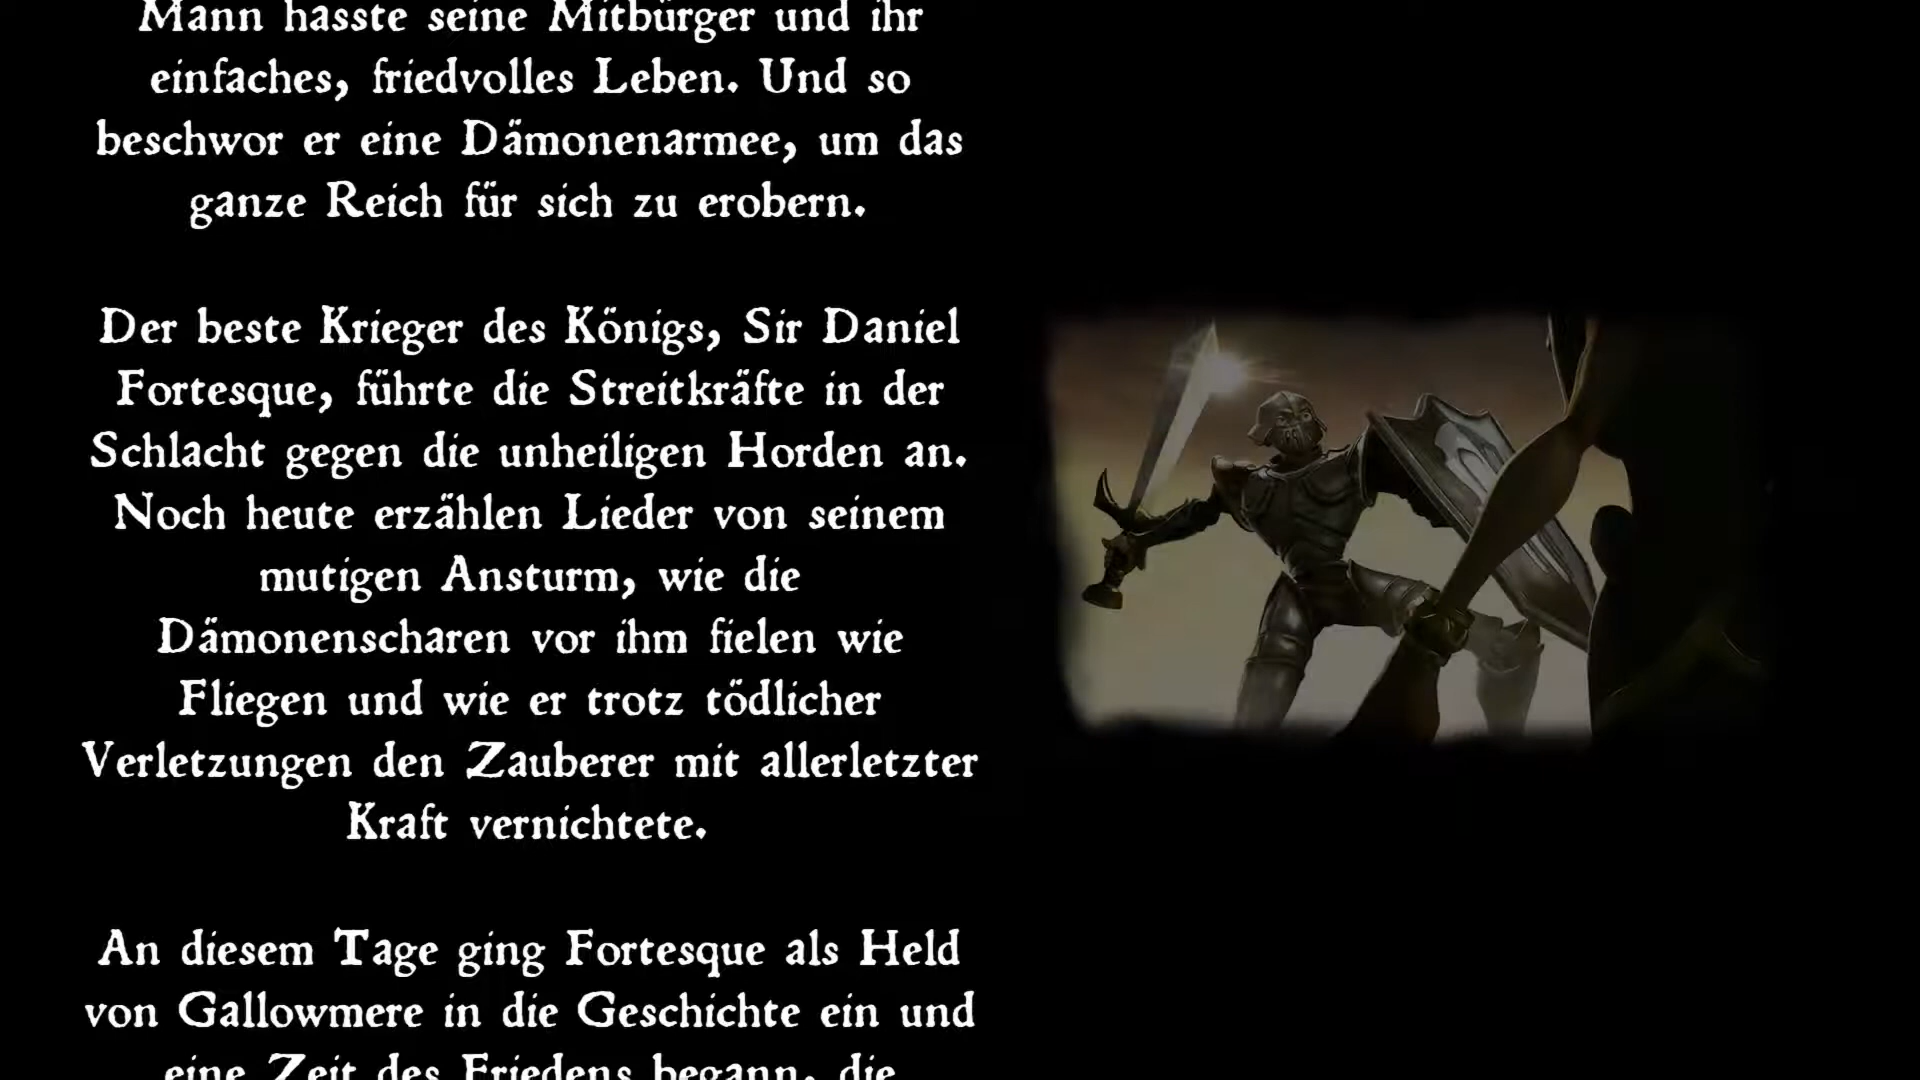 Mann hasste seine Mitbürger und ihr
einfaches, friedvolles Leben. Und so
beschwor er eine Dämonenarmee, um das
ganze Reich für sich zu erobern.
Der beste Krieger des Königs, Sir Daniel
Fortesque, führte die Streitkräfte in der
Schlacht gegen die unheiligen Horden an.
Noch heute erzählen Lieder von seinem
mutigen Ansturm, wie die
Dämonenscharen vor ihm fielen wie
Fliegen und wie er trotz tödlicher
Verletzungen den Zauberer mit allerletzter
Kraft vernichtete.
An diesem Tage ging Fortesque als Held
von Gallowmere in die Geschichte ein und
eine Zeit des Friedens begann, die